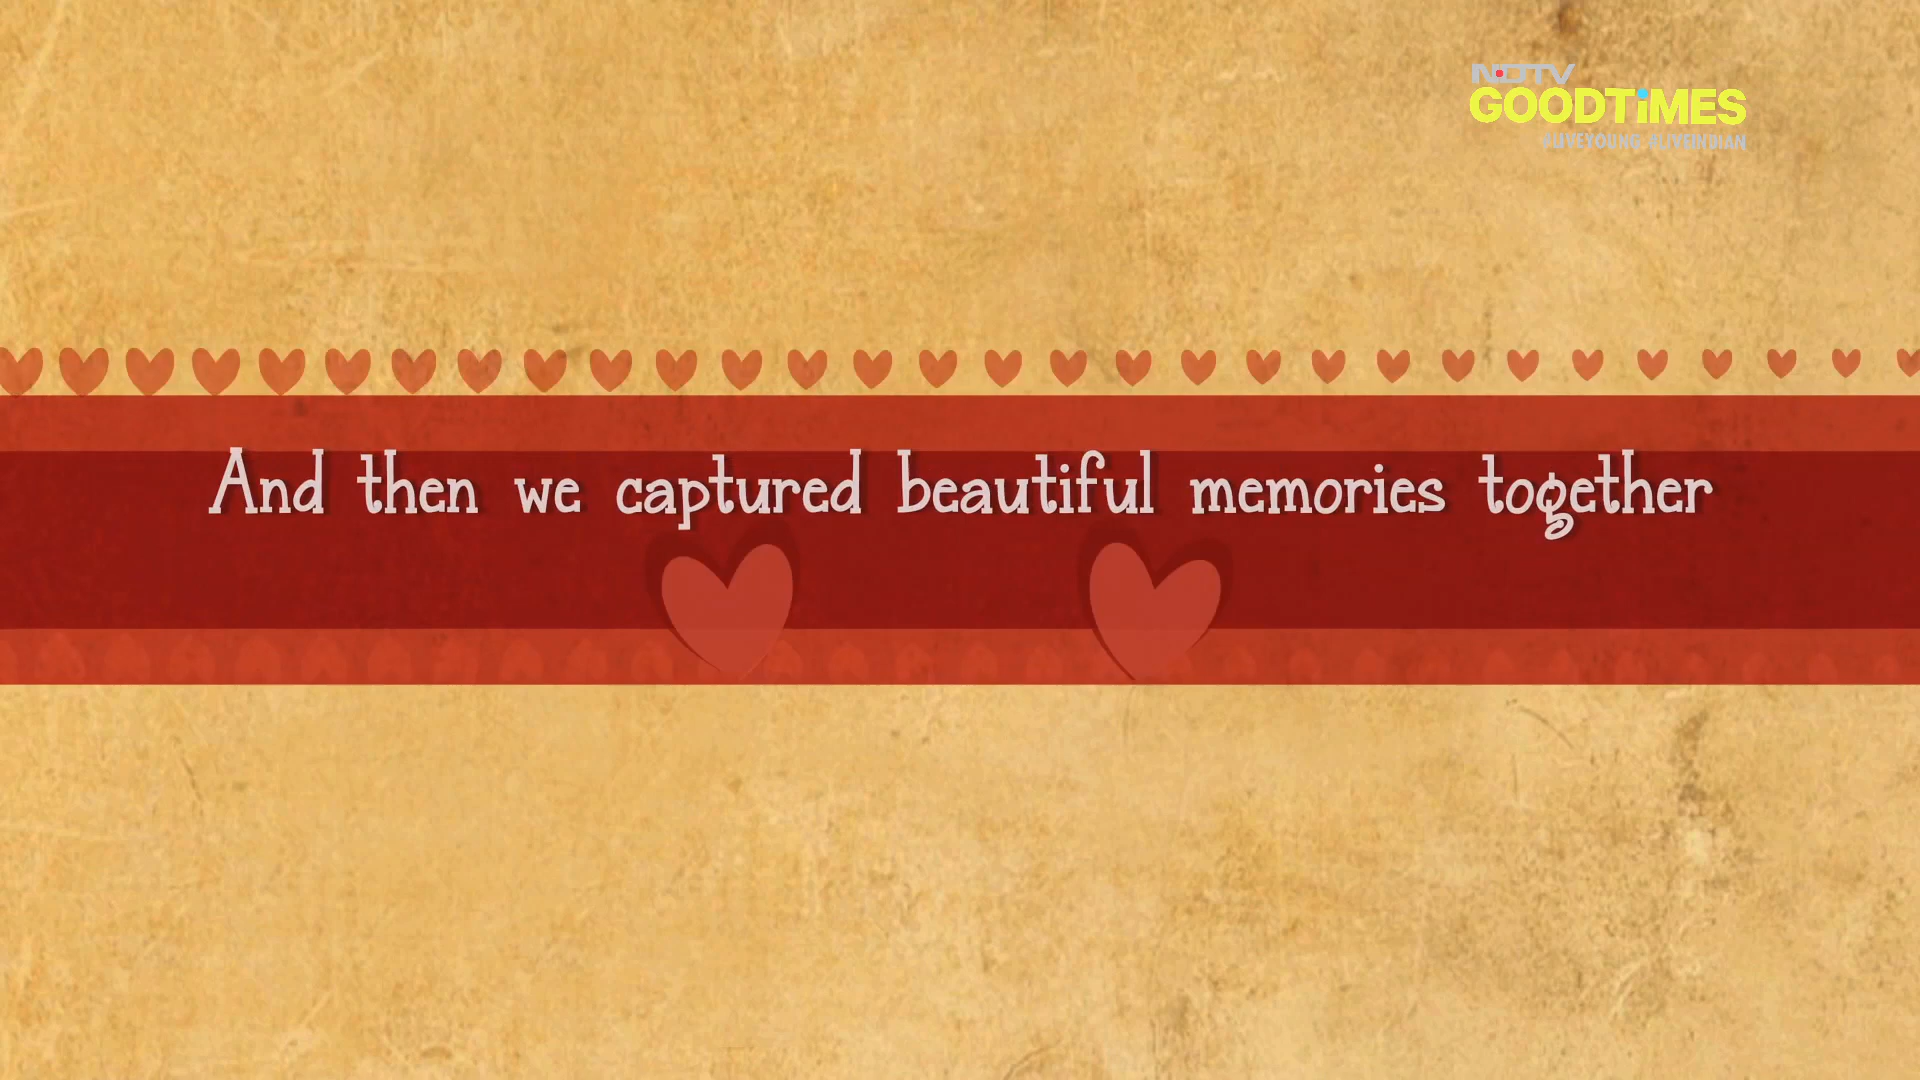 NDTV
GOODTiMES
#LIVEYOUNG #LIVEINDIAN
And then we captured beautiful memories together